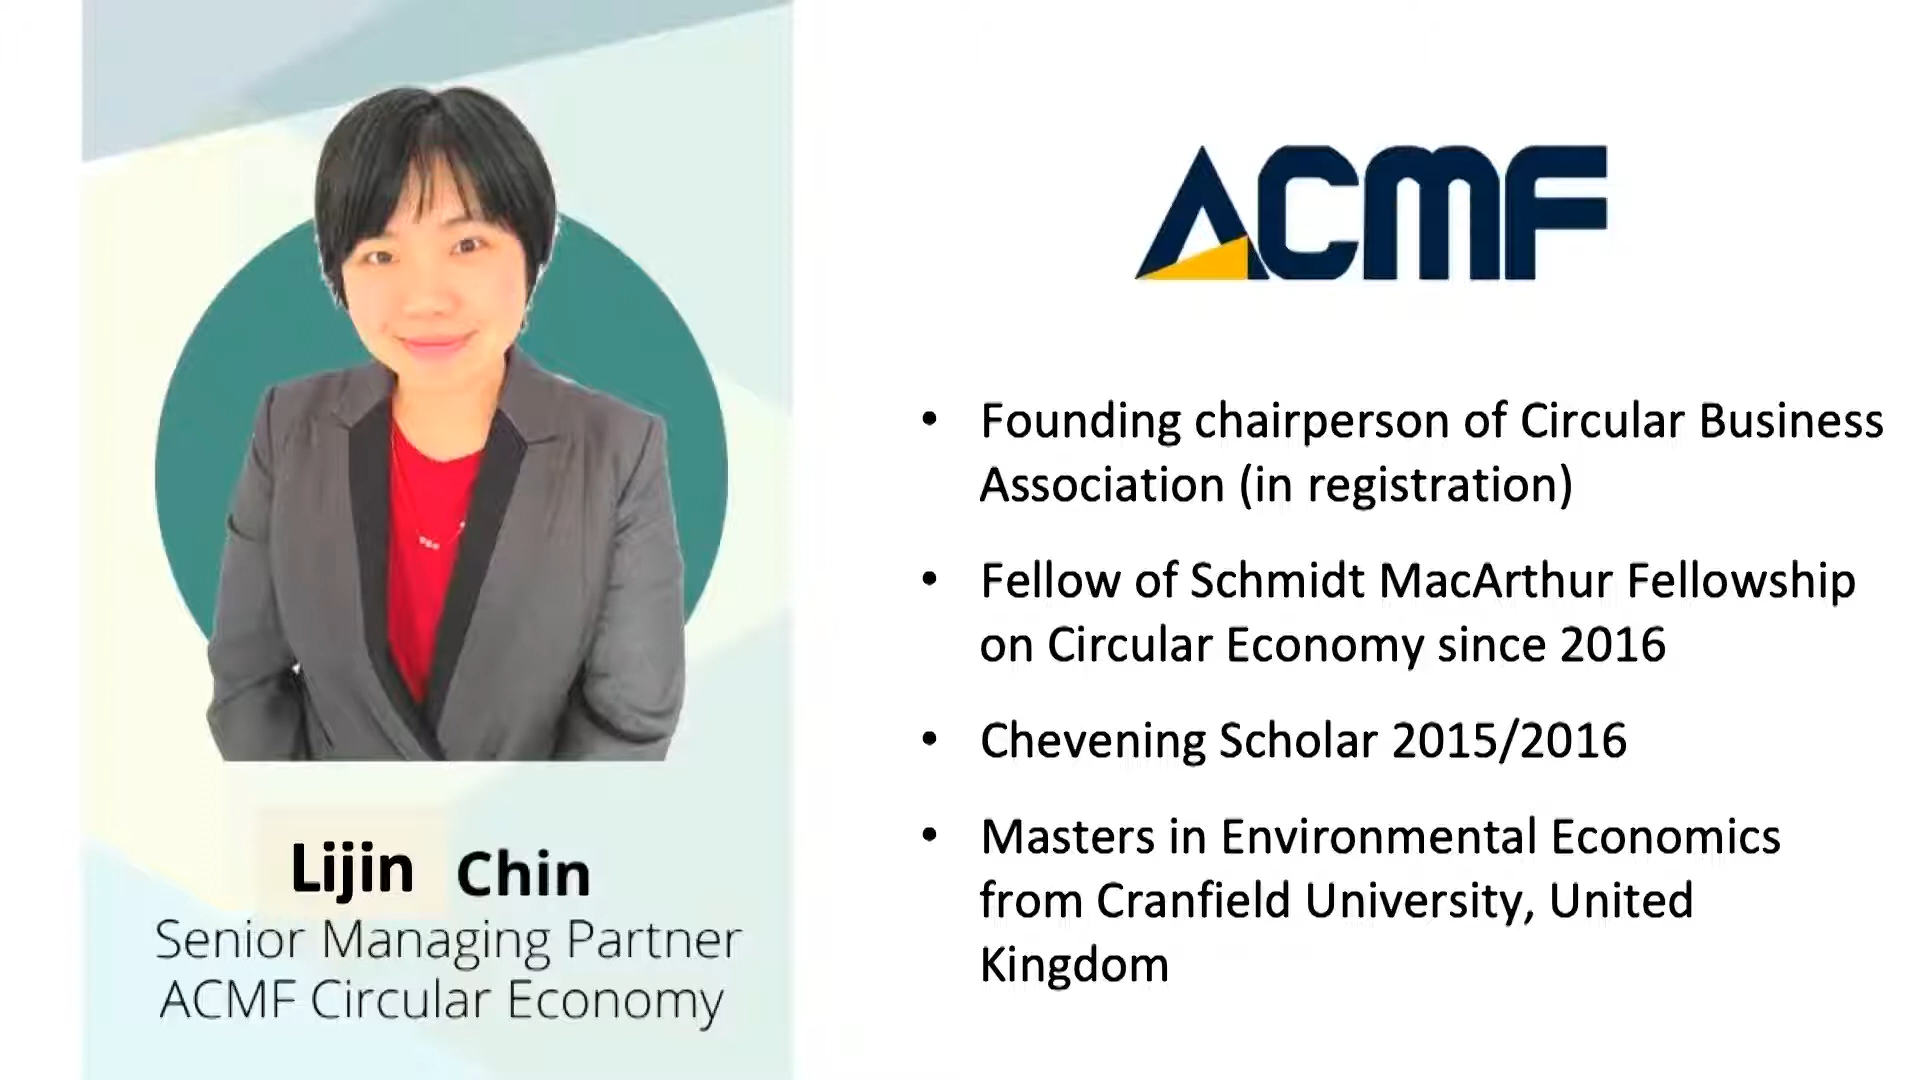 ACMF
• Founding chairperson of Circular Business
Association (in registration)
• Fellow of Schmidt MacArthur Fellowship
on Circular Economy since 2016
• Chevening Scholar 2015/2016
• Masters in Environmental Economics
from Cranfield University, United
Kingdom
Lijin Chin
Senior Managing Partner
ACMF Circular Economy